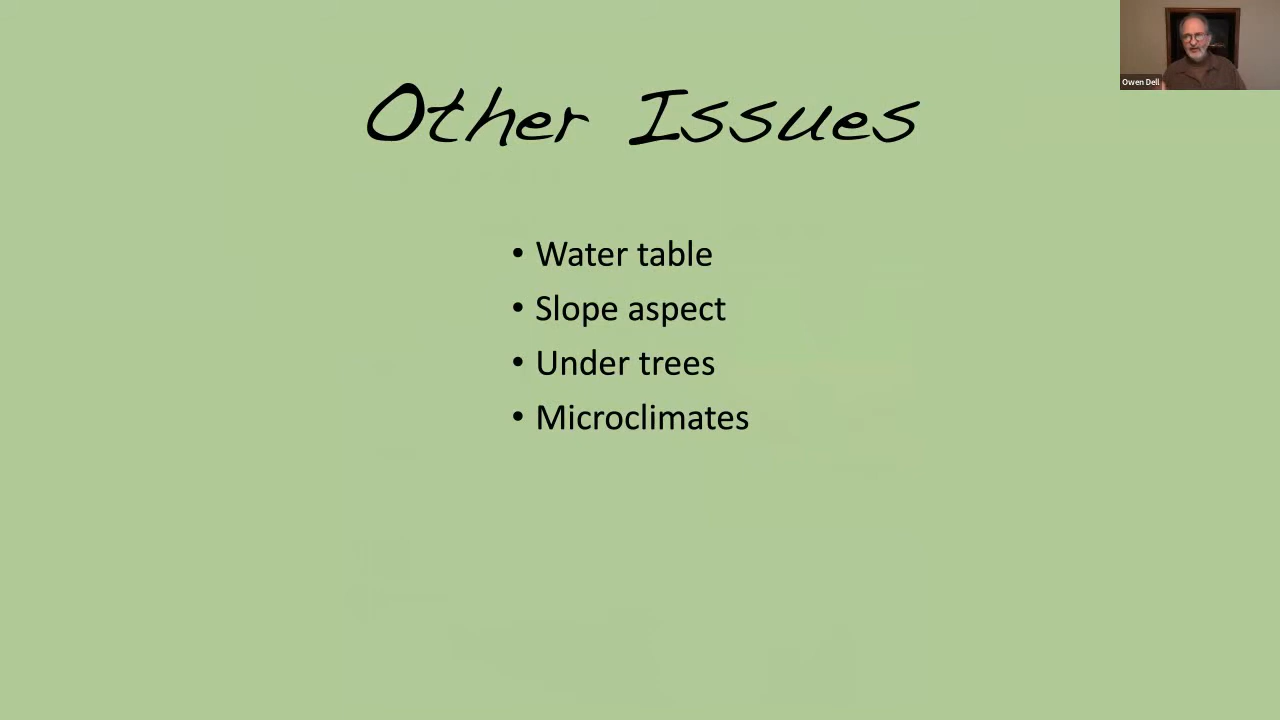 Owen Dell
Other Issues
• Water table
• Slope aspect
• Under trees
• Microclimates